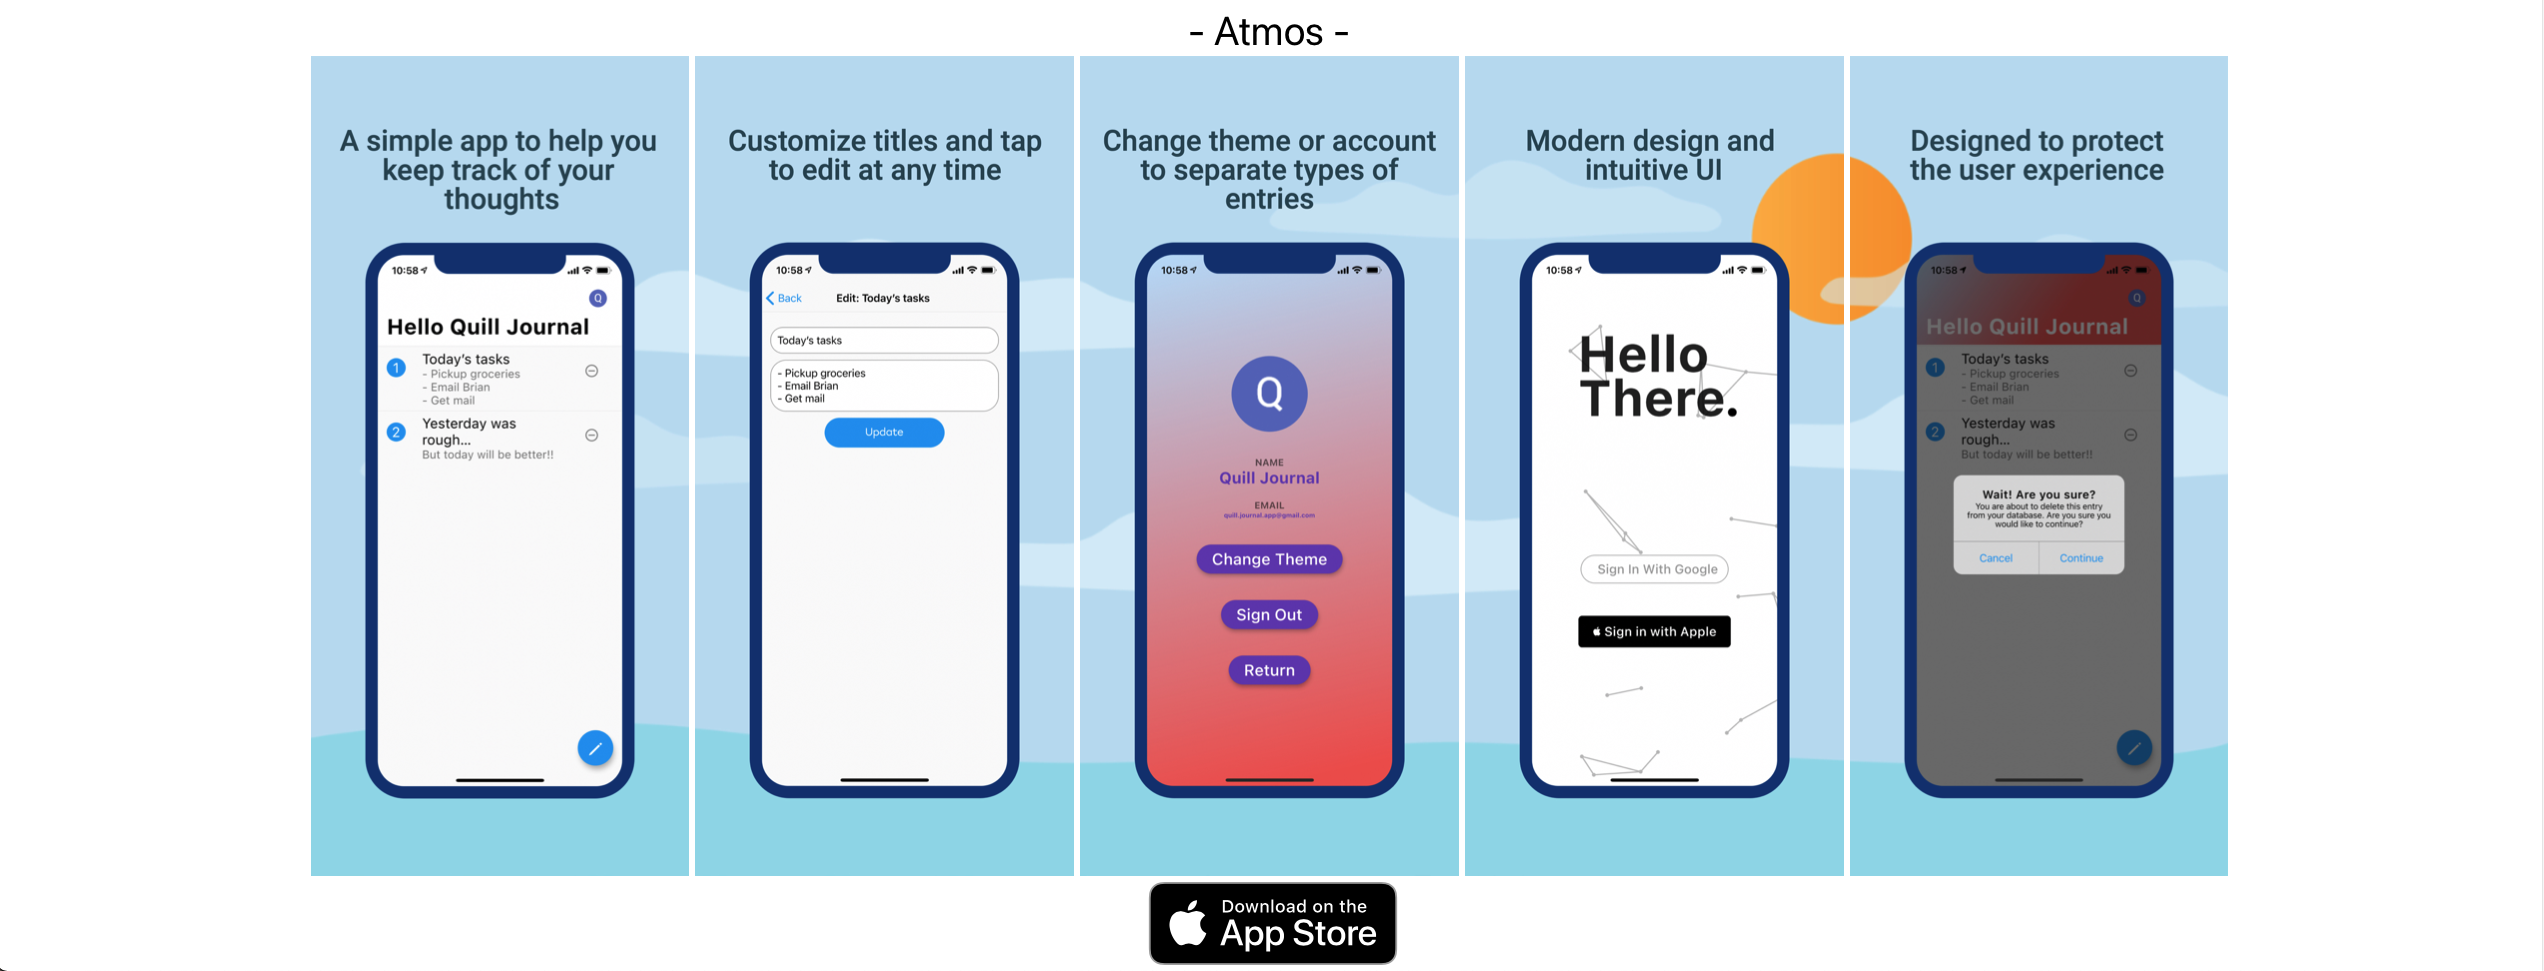 - Atmos -
A simple app to help you
keep track of your
thoughts
10:58
Q
Hello Quill Journal
1
Today's tasks
- Pickup groceries
- Email Brian
- Get mail
2
Yesterday was
rough...
But today will be better!!
Customize titles and tap
to edit at any time
10:58
Back
Edit: Today's tasks
Today's tasks
- Pickup groceries
- Email Brian
- Get mail
Update
Change theme or account
to separate types of
entries
10:58
Q
NAME
Quill Journal
EMAIL
quill.journal.app@gmail.com
Change Theme
Sign Out
Return
Modern design and
intuitive UI
10:58
Hello
There.
Sign In With Google
Sign in with Apple
Designed to protect
the user experience
10:58
Q
Hello Quill Journal
1
Today's tasks
- Pickup groceries
- Email Brian
- Get mail
2
Yesterday was
rough...
But today will be better!!
Wait! Are you sure?
You are about to delete this entry
from your database. Are you sure you
would like to continue?
Cancel
Continue
Download on the
App Store